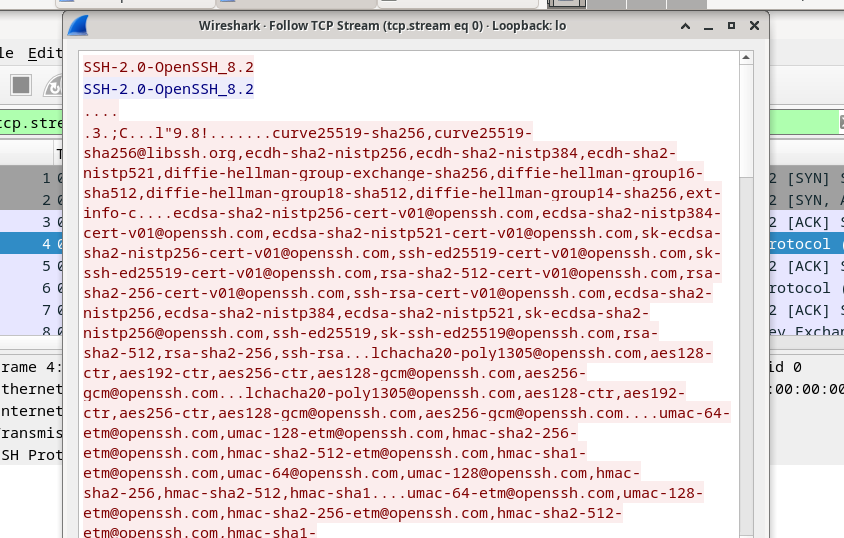 Wireshark · Follow TCP Stream (tcp.stream eq 0) · Loopback: lo
SSH-2.0-OpenSSH_8.2
SSH-2.0-OpenSSH_8.2
....
.3.;C...l"9.8!.......curve25519-sha256,curve25519-
sha256@libssh.org,ecdh-sha2-nistp256,ecdh-sha2-nistp384,ecdh-sha2-
nistp521,diffie-hellman-group-exchange-sha256,diffie-hellman-group16-
sha512,diffie-hellman-group18-sha512,diffie-hellman-group14-sha256,ext-
info-c....ecdsa-sha2-nistp256-cert-v01@openssh.com,ecdsa-sha2-nistp384-
cert-v01@openssh.com,ecdsa-sha2-nistp521-cert-v01@openssh.com,sk-ecdsa-
sha2-nistp256-cert-v01@openssh.com,ssh-ed25519-cert-v01@openssh.com,sk-
ssh-ed25519-cert-v01@openssh.com,rsa-sha2-512-cert-v01@openssh.com,rsa-
sha2-256-cert-v01@openssh.com,ssh-rsa-cert-v01@openssh.com,ecdsa-sha2-
nistp256,ecdsa-sha2-nistp384,ecdsa-sha2-nistp521,sk-ecdsa-sha2-
nistp256@openssh.com,ssh-ed25519,sk-ssh-ed25519@openssh.com,rsa-
sha2-512,rsa-sha2-256,ssh-rsa...lchacha20-poly1305@openssh.com,aes128-
ctr,aes192-ctr,aes256-ctr,aes128-gcm@openssh.com,aes256-
gcm@openssh.com...lchacha20-poly1305@openssh.com,aes128-ctr,aes192-
ctr,aes256-ctr,aes128-gcm@openssh.com,aes256-gcm@openssh.com....umac-64-
etm@openssh.com,umac-128-etm@openssh.com,hmac-sha2-256-
etm@openssh.com,hmac-sha2-512-etm@openssh.com,hmac-sha1-
etm@openssh.com,umac-64@openssh.com,umac-128@openssh.com,hmac-
sha2-256,hmac-sha2-512,hmac-sha1....umac-64-etm@openssh.com,umac-128-
etm@openssh.com,hmac-sha2-256-etm@openssh.com,hmac-sha2-512-
etm@openssh.com,hmac-sha1-
le Edit
tcp.stre
1 0 2 [SYN] S
2 0 2 [SYN, A
3 0 2 [ACK] S
4 0 rotocol (
5 0 2 [ACK] S
6 0 rotocol (
7 0 2 [ACK] S
8 0 ey Exchan
rame 4: id 0
thernet :00:00:00
nternet
ransmis
SH Prot